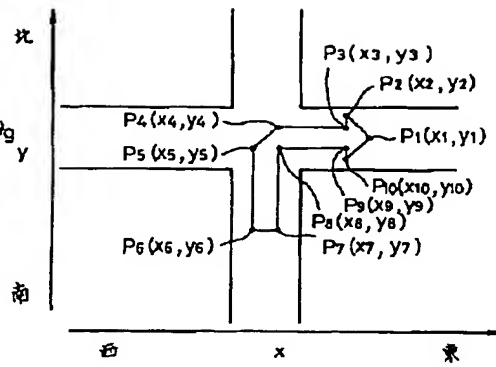 北
P3(x3,y3)
P2(x2,y2)
P4(x4,y4)
P1(x1,y1)
θg
y
P5(x5,y5)
P10(x10,y10)
P9(x9,y9)
P8(x8,y8)
P6(x6,y6)
P7(x7,y7)
南
西
x
東